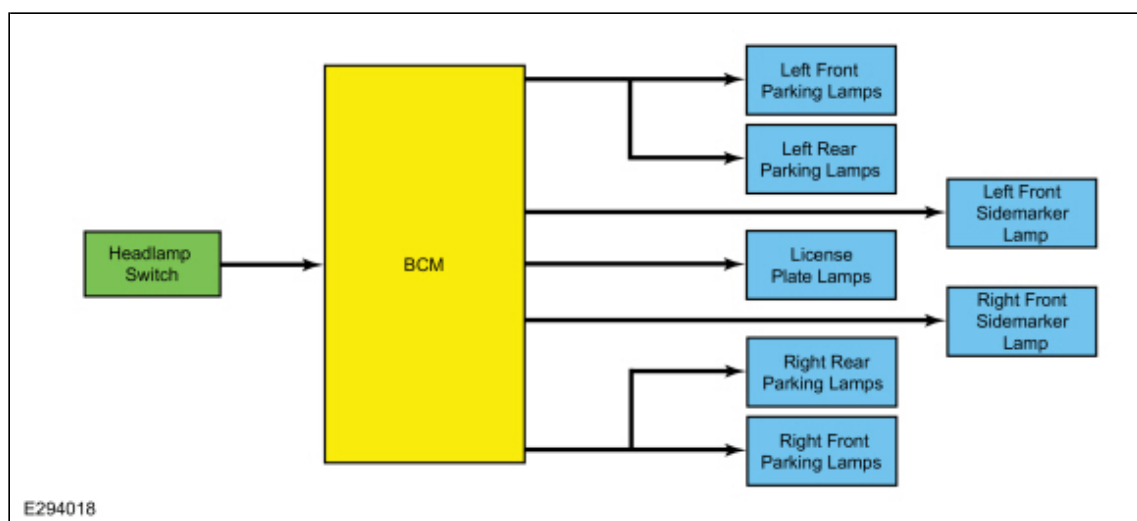 Left Front
Parking Lamps
Left Rear
Parking Lamps
Left Front
Sidemarker
Lamp
Headlamp
Switch
BCM
License
Plate Lamps
Right Front
Sidemarker
Lamp
Right Rear
Parking Lamps
Right Front
Parking Lamps
E294018